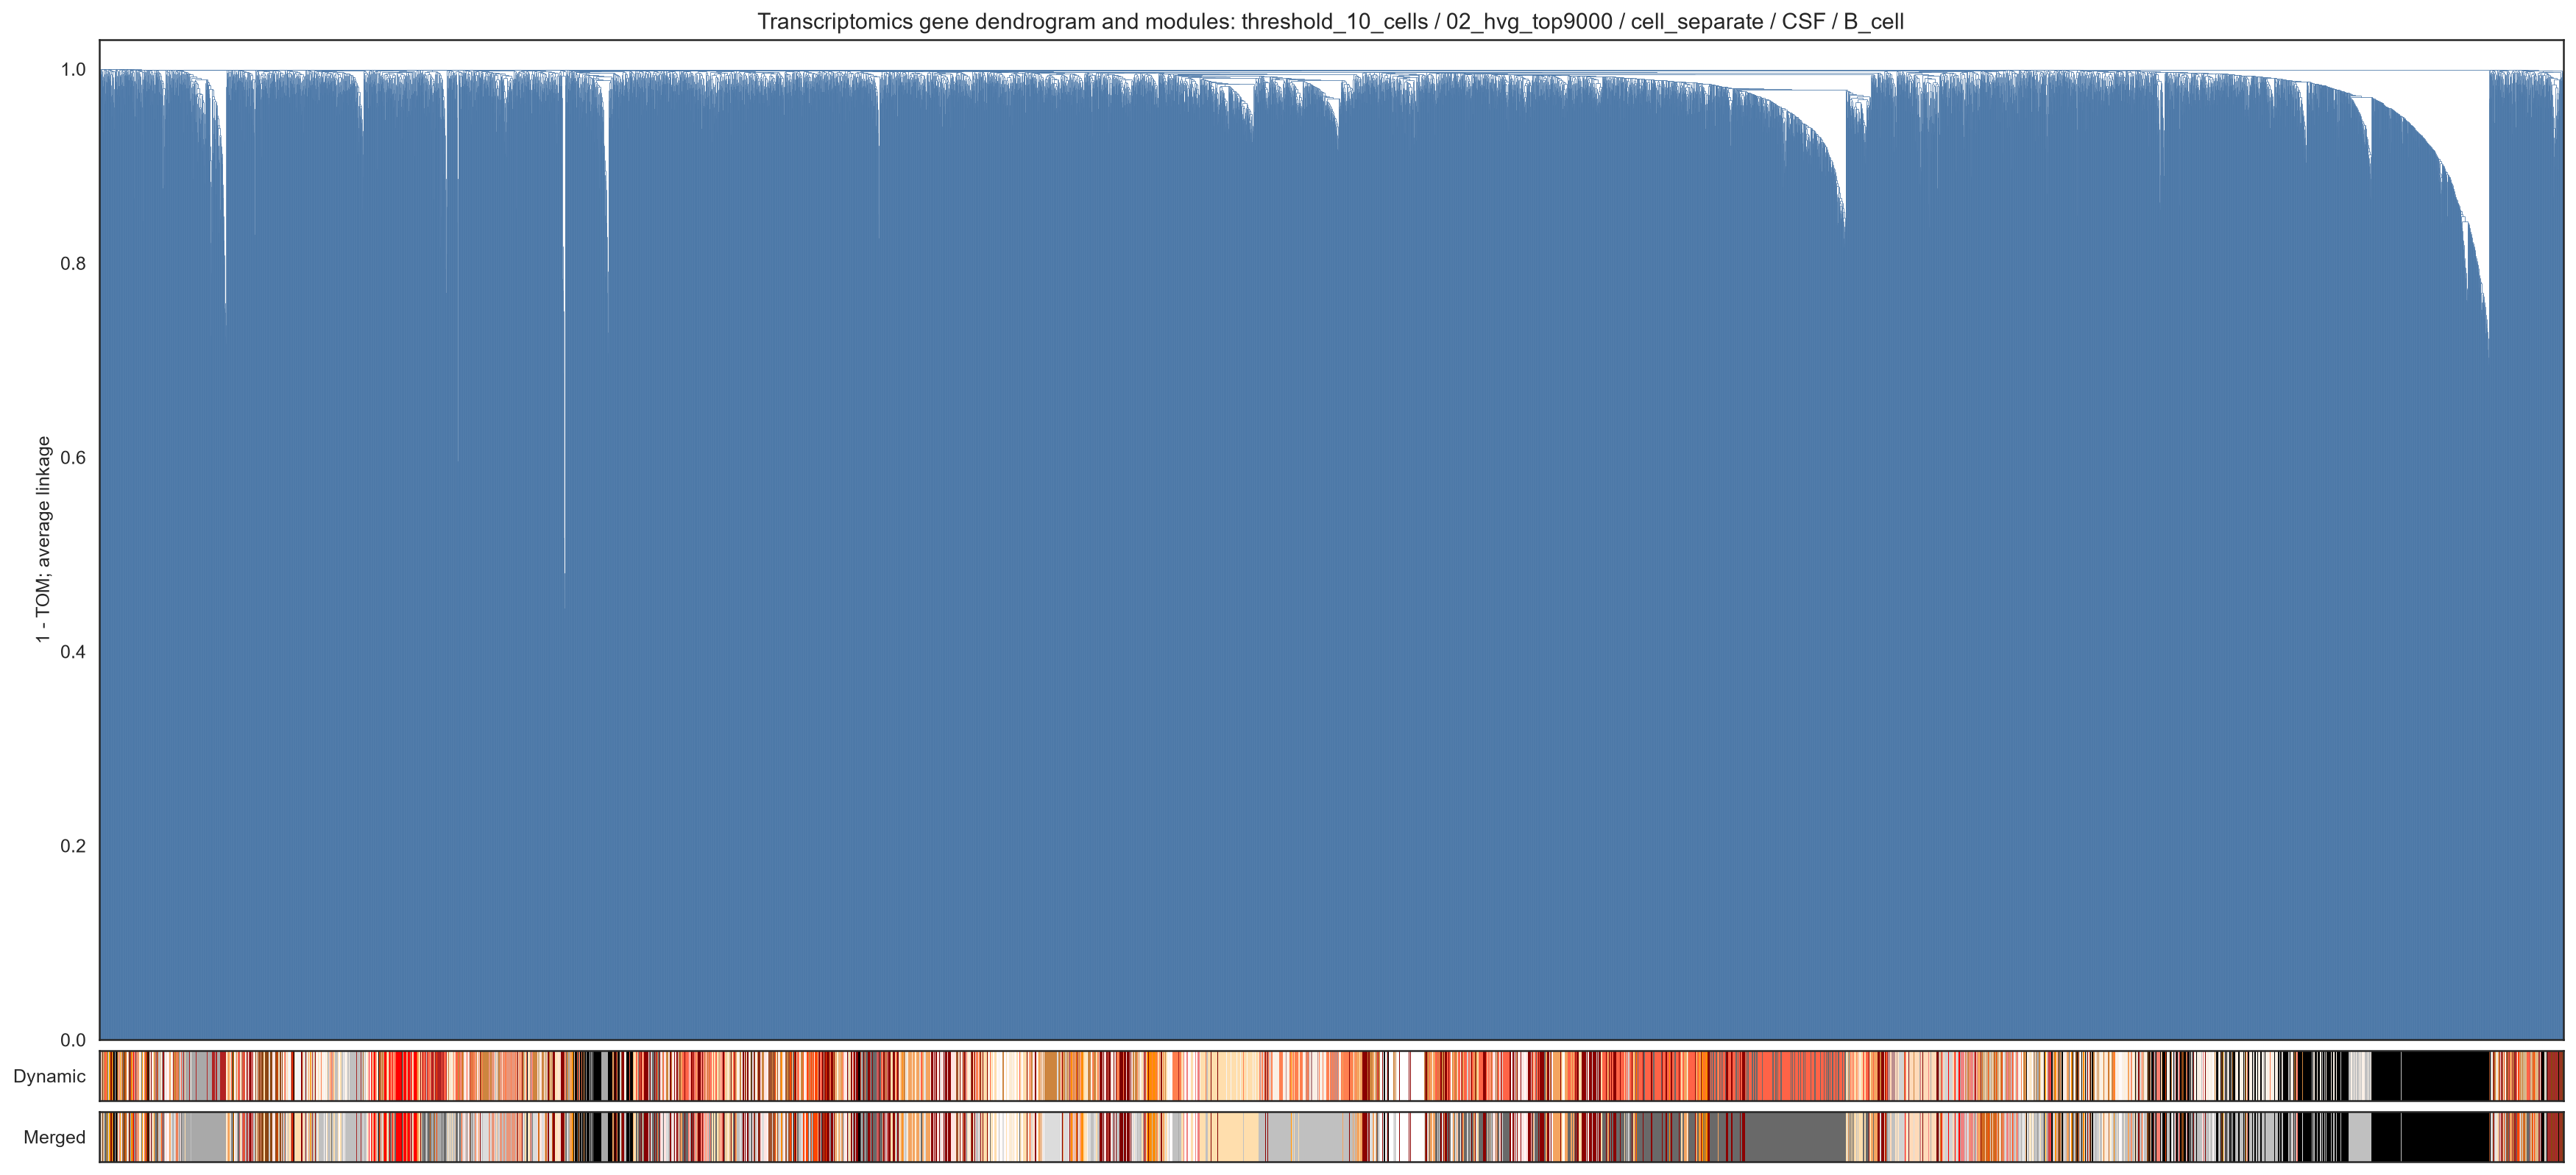 Transcriptomics gene dendrogram and modules: threshold_10_cells / 02_hvg_top9000 / cell_separate / CSF / B_cell
1.0
0.8
0.6
0.4
0.2
0.0
1 - TOM; average linkage
Dynamic
Merged